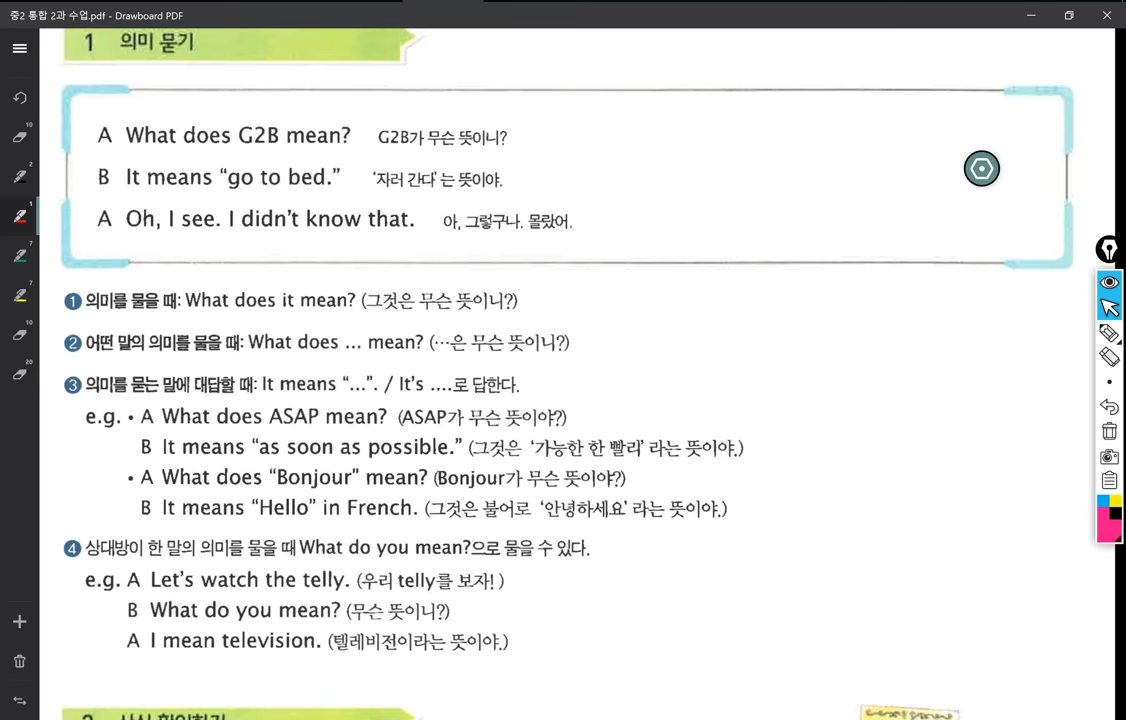 중2 통합 2과 수업.pdf - Drawboard PDF
1 의미 묻기
A What does G2B mean? G2B가 무슨 뜻이니?
B It means “go to bed.” ‘자러 간다’는 뜻이야.
A Oh, I see. I didn’t know that. 아, 그렇구나. 몰랐어.
1 의미를 물을 때: What does it mean? (그것은 무슨 뜻이니?)
2 어떤 말의 의미를 물을 때: What does ... mean? (…은 무슨 뜻이니?)
3 의미를 묻는 말에 대답할 때: It means “...”. / It’s ....로 답한다.
e.g. • A What does ASAP mean? (ASAP가 무슨 뜻이야?)
B It means “as soon as possible.” (그것은 ‘가능한 한 빨리’ 라는 뜻이야.)
• A What does “Bonjour” mean? (Bonjour가 무슨 뜻이야?)
B It means “Hello” in French. (그것은 불어로 ‘안녕하세요’ 라는 뜻이야.)
4 상대방이 한 말의 의미를 물을 때 What do you mean?으로 물을 수 있다.
e.g. A Let’s watch the telly. (우리 telly를 보자! )
B What do you mean? (무슨 뜻이니?)
A I mean television. (텔레비전이라는 뜻이야.)
10
2
1
7
7
10
20